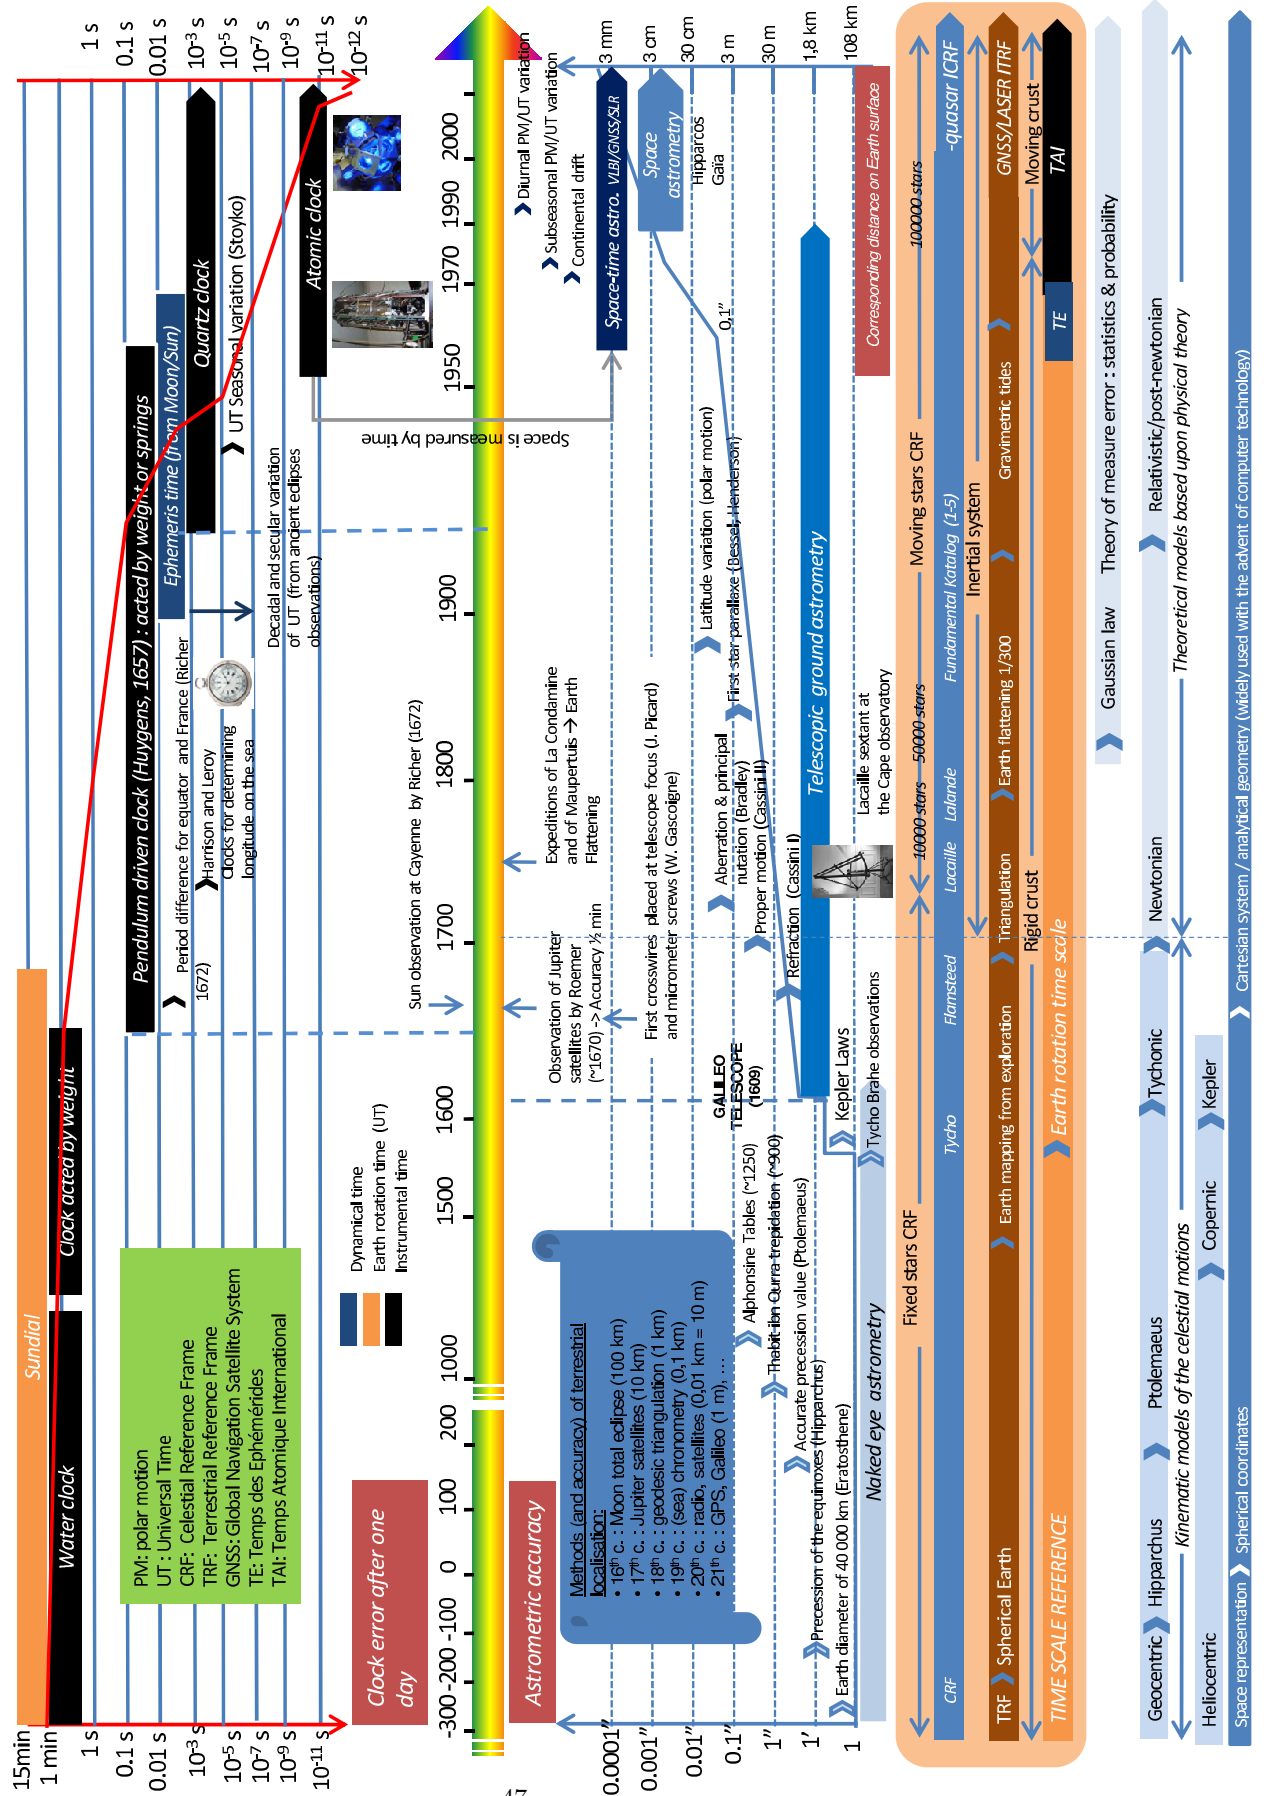 15min
1 min
1 s
0.1 s
0.01 s
10-3 s
10-5 s
10-7 s
10-9 s
10-11 s
Sundial
Water clock
Clock acted by weight
Pendulum driven clock (Huygens, 1657) : acted by weight or springs
Ephemeris time (from Moon/Sun)
Quartz clock
Atomic clock
1 s
0.1 s
0.01 s
10-3 s
10-5 s
10-7 s
10-9 s
10-11 s
10-12 s
Period difference for equator and France (Richer
1672)
Harrison and Leroy
clocks for determining
longitude on the sea
UT Seasonal variation (Stoyko)
Decadal and secular variation
of UT (from ancient eclipses
observations)
PM: polar motion
UT : Universal Time
CRF: Celestial Reference Frame
TRF: Terrestrial Reference Frame
GNSS: Global Navigation Satellite System
TE: Temps des Ephémérides
TAI: Temps Atomique International
Dynamical time
Earth rotation time (UT)
Instrumental time
Clock error after one
day
Sun observation at Cayenne by Richer (1672)
Space is measured by time
-300 -200 -100 0 100 200 1000 1500 1600 1700 1800 1900 1950 1970 1990 2000
Astrometric accuracy
Observation of Jupiter
satellites by Roemer
(~1670) -> Accuracy ½ min
Expeditions of La Condamine
and of Maupertuis → Earth
Flattening
Diurnal PM/UT variation
Subseasonal PM/UT variation
Continental drift
Methods (and accuracy) of terrestrial
localisation:
• 16th c. : Moon total eclipse (100 km)
• 17th c. : Jupiter satellites (10 km)
• 18th c. : geodesic triangulation (1 km)
• 19th c. : (sea) chronometry (0,1 km)
• 20th c. : radio, satellites (0,01 km = 10 m)
• 21th c. : GPS, Galileo (1 m), …
0.0001”
0.001”
0.01”
0.1”
1”
1’
1
3 mm
3 cm
30 cm
3 m
30 m
1,8 km
108 km
Space-time astro. VLBI/GNSS/SLR
Space
astrometry
Hipparcos
Gaïa
First crosswires placed at telescope focus (J. Picard)
and micrometer screws (W. Gascoigne)
Latitude variation (polar motion)
First star parallaxe (Bessel, Henderson)
0,1”
GALILEO
TELESCOPE
(1609)
Aberration & principal
nutation (Bradley)
Proper motion (Cassini II)
Refraction (Cassini I)
Alphonsine Tables (~1250)
Thabit-ibn Qurra trepidation (~900)
Accurate precession value (Ptolemaeus)
Precession of the equinoxes (Hipparchus)
Earth diameter of 40 000 km (Eratosthene)
Telescopic ground astrometry
Kepler Laws
Tycho Brahe observations
Lacaille sextant at
the Cape observatory
Naked eye astrometry
Corresponding distance on Earth surface
Fixed stars CRF
10000 stars
50000 stars
Moving stars CRF
100000 stars
CRF
Tycho
Flamsteed
Lacaille
Lalande
Fundamental Katalog (1-5)
-quasar ICRF
Inertial system
TRF
Spherical Earth
Earth mapping from exploration
Triangulation
Earth flattening 1/300
Gravimetric tides
GNSS/LASER ITRF
Rigid crust
Moving crust
TIME SCALE REFERENCE
Earth rotation time scale
TE
TAI
Gaussian law
Theory of measure error : statistics & probability
Geocentric
Hipparchus
Ptolemaeus
Tychonic
Newtonian
Relativistic/post-newtonian
Kinematic models of the celestial motions
Theoretical models based upon physical theory
Heliocentric
Copernic
Kepler
Space representation
Spherical coordinates
Cartesian system / analytical geometry (widely used with the advent of computer technology)